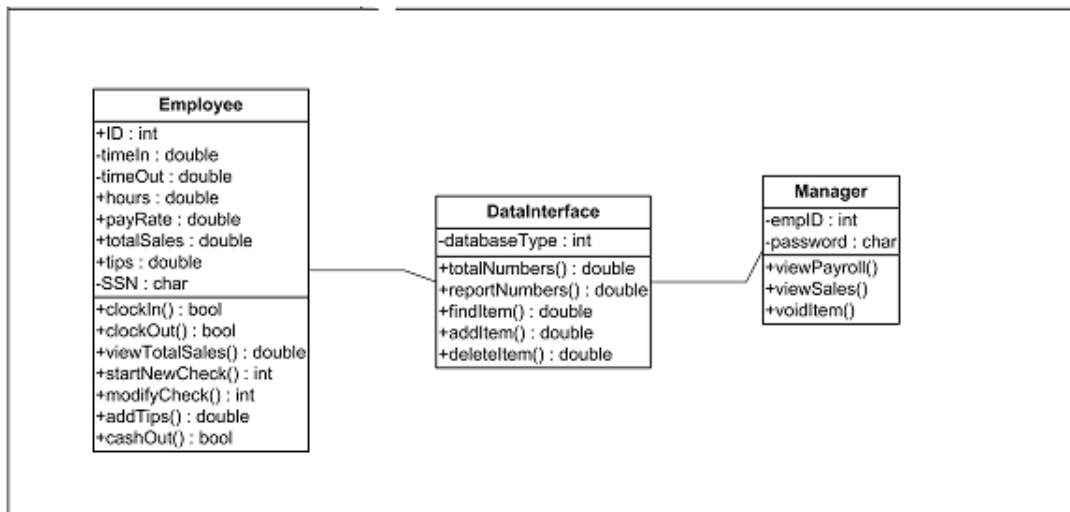 Employee
+ID : int
-timeIn : double
-timeOut : double
+hours : double
+payRate : double
+totalSales : double
+tips : double
-SSN : char
+clockIn() : bool
+clockOut() : bool
+viewTotalSales() : double
+startNewCheck() : int
+modifyCheck() : int
+addTips() : double
+cashOut() : bool
DataInterface
-databaseType : int
+totalNumbers() : double
+reportNumbers() : double
+findItem() : double
+addItem() : double
+deleteItem() : double
Manager
-empID : int
-password : char
+viewPayroll()
+viewSales()
+voidItem()